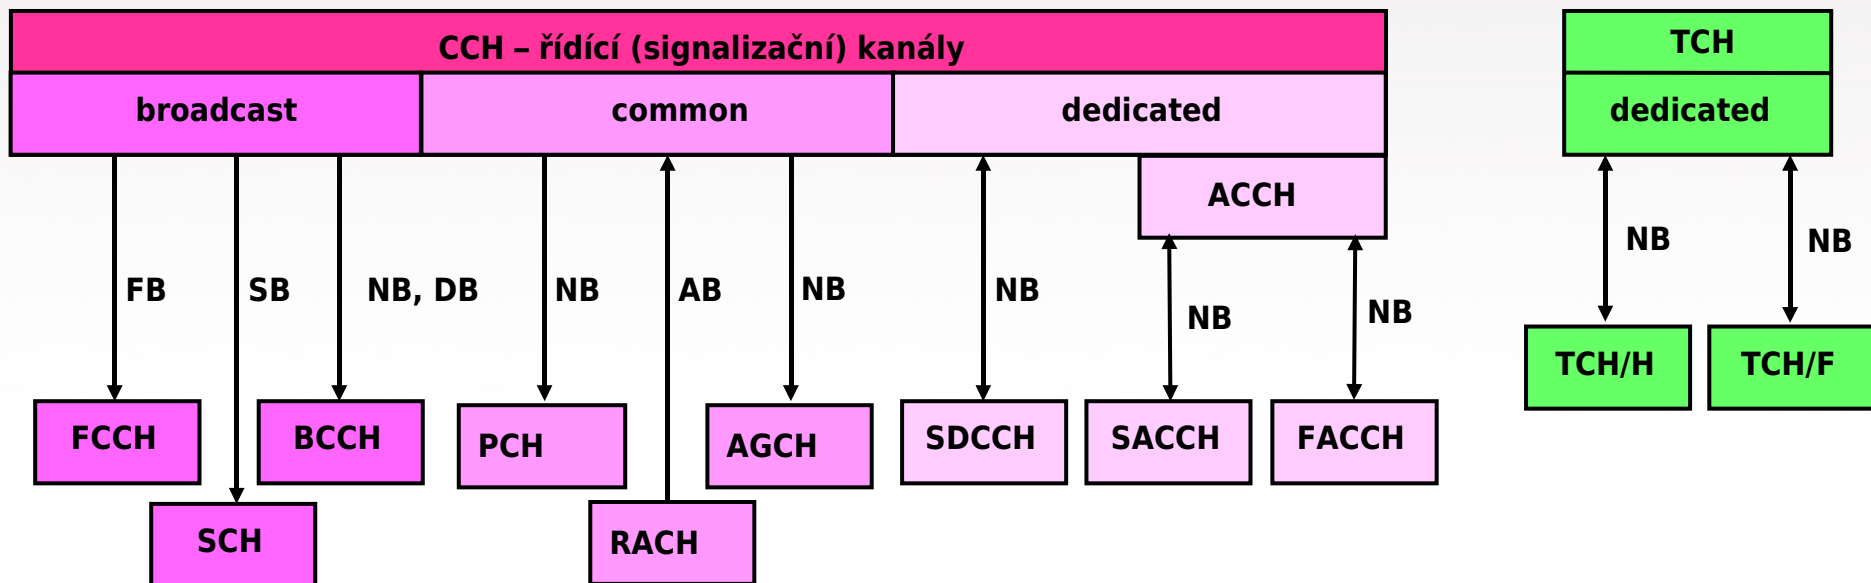 CCH – řídící (signalizační) kanály
TCH
broadcast
common
dedicated
dedicated
ACCH
NB
NB
FB
SB
NB, DB
NB
AB
NB
NB
NB
NB
TCH/H
TCH/F
FCCH
BCCH
PCH
AGCH
SDCCH
SACCH
FACCH
SCH
RACH